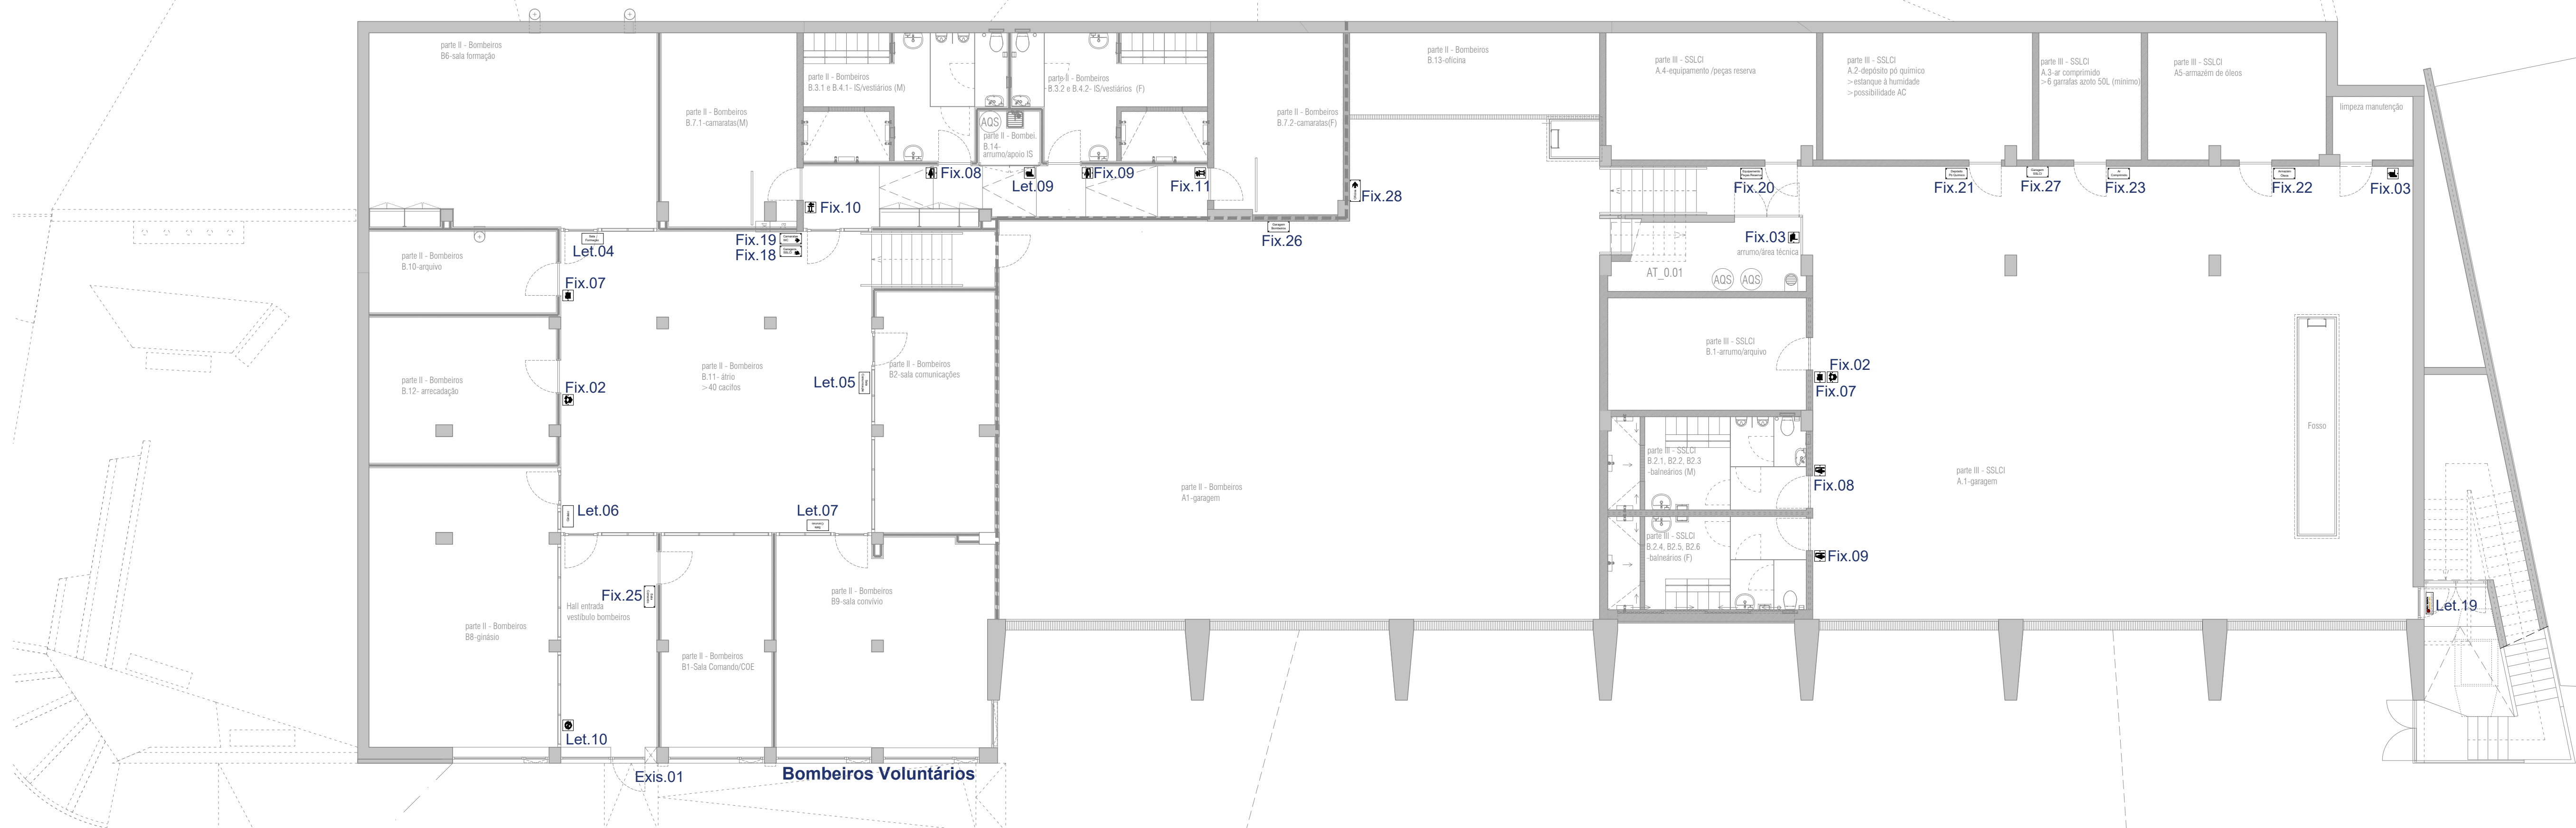 parte II - Bombeiros
B6-sala formação
parte II - Bombeiros
B.7.1-camaratas(M)
parte II - Bombeiros
B.3.1 e B.4.1- IS/vestiários (M)
AQS
parte II - Bombei.
B.14-
arrumo/apoio IS
parte II - Bombeiros
B.3.2 e B.4.2- IS/vestiários (F)
parte II - Bombeiros
B.7.2-camaratas(F)
parte II - Bombeiros
B.13-oficina
parte III - SSLCI
A.4-equipamento /peças reserva
parte III - SSLCI
A.2-depósito pó quimico
>estanque à humidade
>possibilidade AC
parte III - SSLCI
A.3-ar comprimido
>6 garrafas azoto 50L (mínimo)
parte III - SSLCI
A5-armazém de óleos
limpeza manutenção
Fix.08
Let.09
Fix.09
Fix.11
Fix.28
Fix.20
Fix.21
Fix.27
Fix.23
Fix.22
Fix.03
Fix.10
Fix.19
Fix.18
Fix.26
Let.04
Fix.03
arrumo/área técnica
AT_0.01
AQS
AQS
parte II - Bombeiros
B.10-arquivo
Fix.07
parte II - Bombeiros
B.12- arrecadação
Fix.02
parte II - Bombeiros
B.11- átrio
>40 cacifos
Let.05
parte II - Bombeiros
B2-sala comunicações
parte III - SSLCI
B.1-arrumo/arquivo
Fix.02
Fix.07
Fosso
parte III - SSLCI
B.2.1, B2.2, B2.3
-balneários (M)
Fix.08
parte III - SSLCI
A.1-garagem
parte II - Bombeiros
A1-garagem
Let.06
Let.07
parte III - SSLCI
B.2.4, B2.5, B2.6
-balneários (F)
Fix.09
Fix.25
Hall entrada
vestíbulo bombeiros
parte II - Bombeiros
B9-sala convívio
Let.19
parte II - Bombeiros
B8-ginásio
parte II - Bombeiros
B1-Sala Comando/COE
Let.10
Exis.01
Bombeiros Voluntários